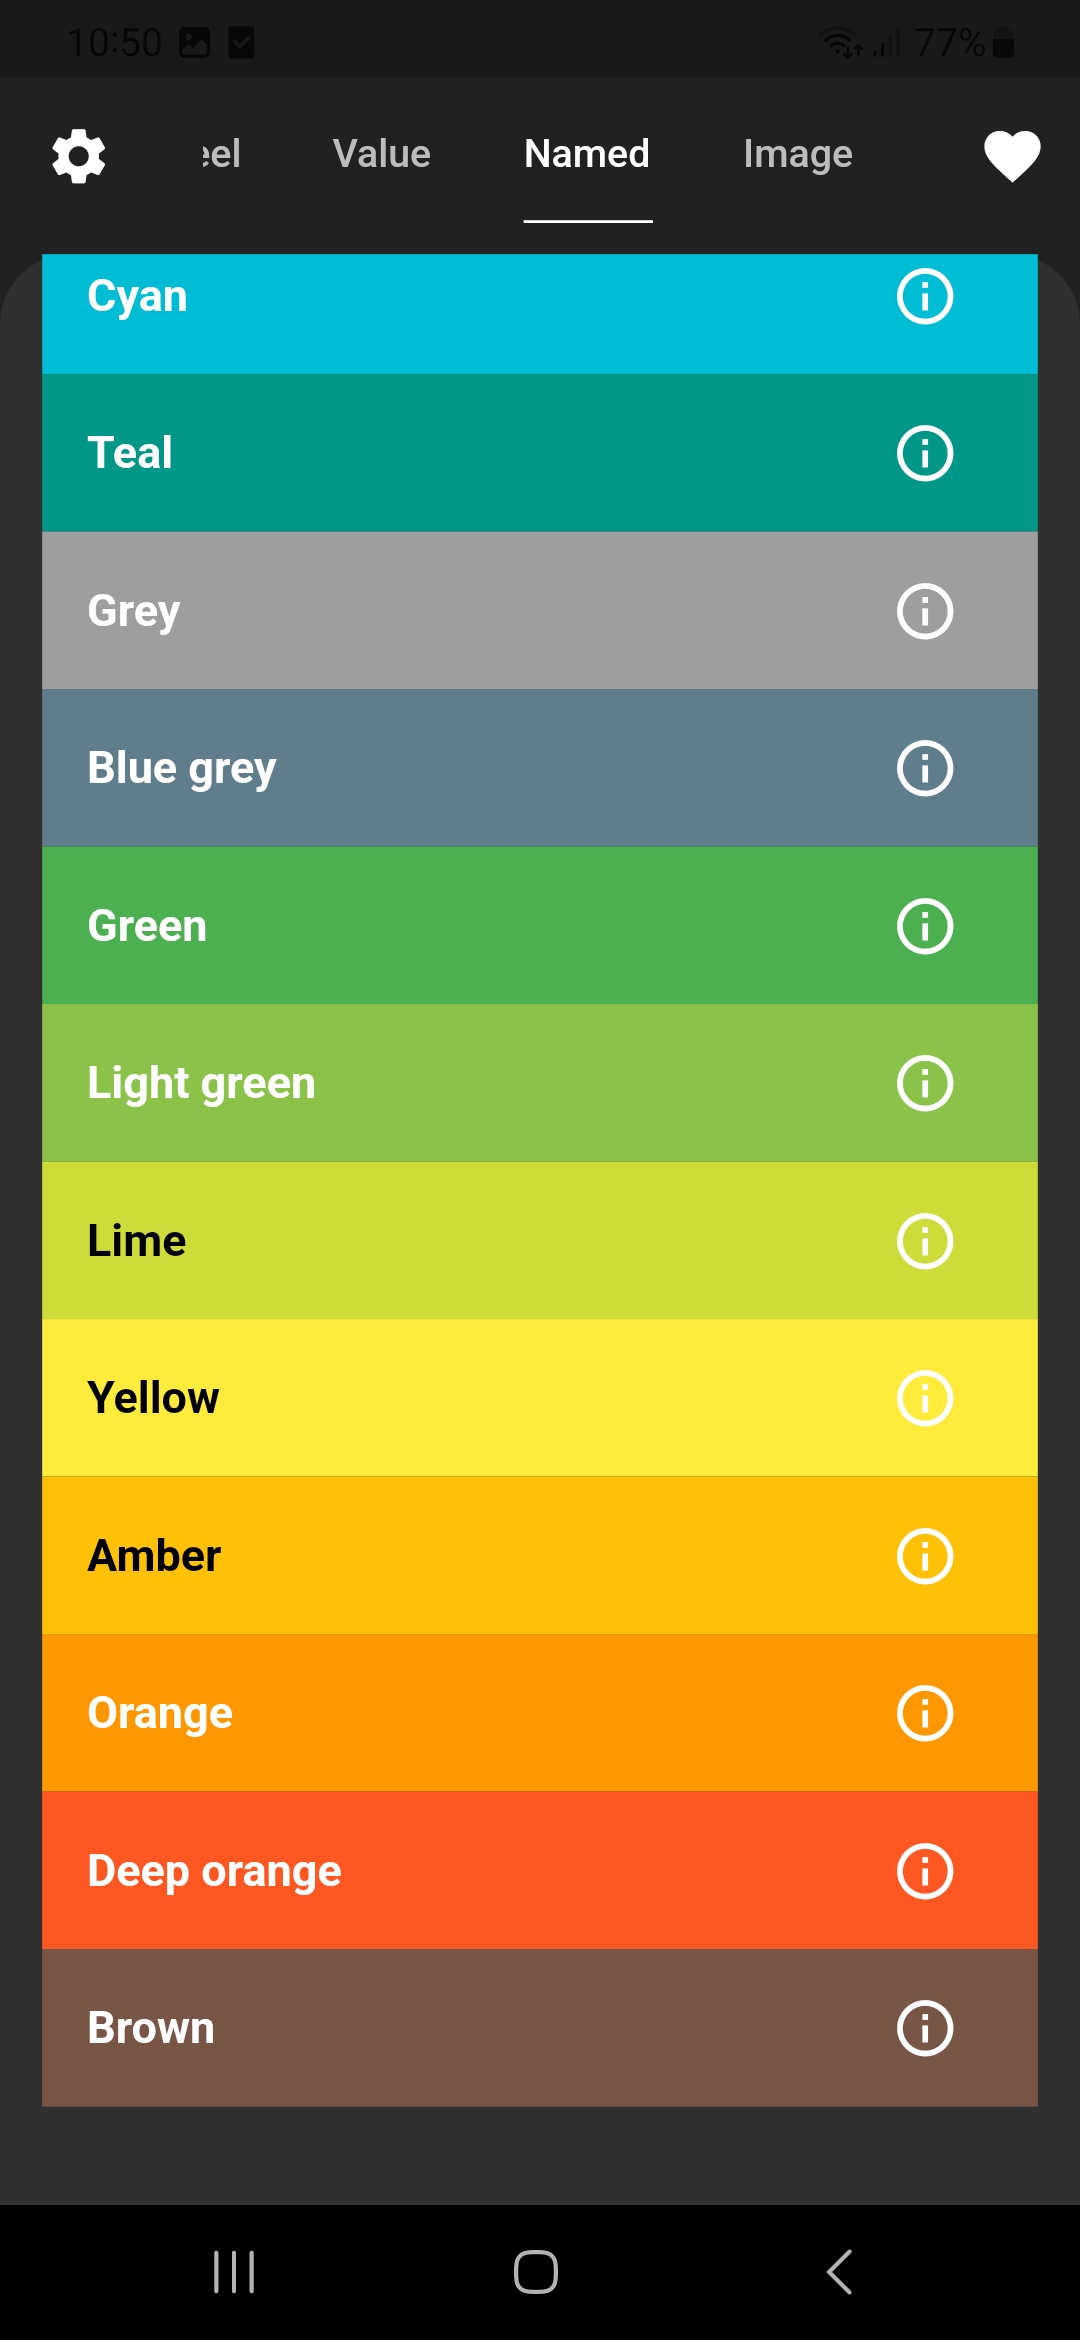 10:50 77%
eel Value Named Image
Cyan
Teal
Grey
Blue grey
Green
Light green
Lime
Yellow
Amber
Orange
Deep orange
Brown